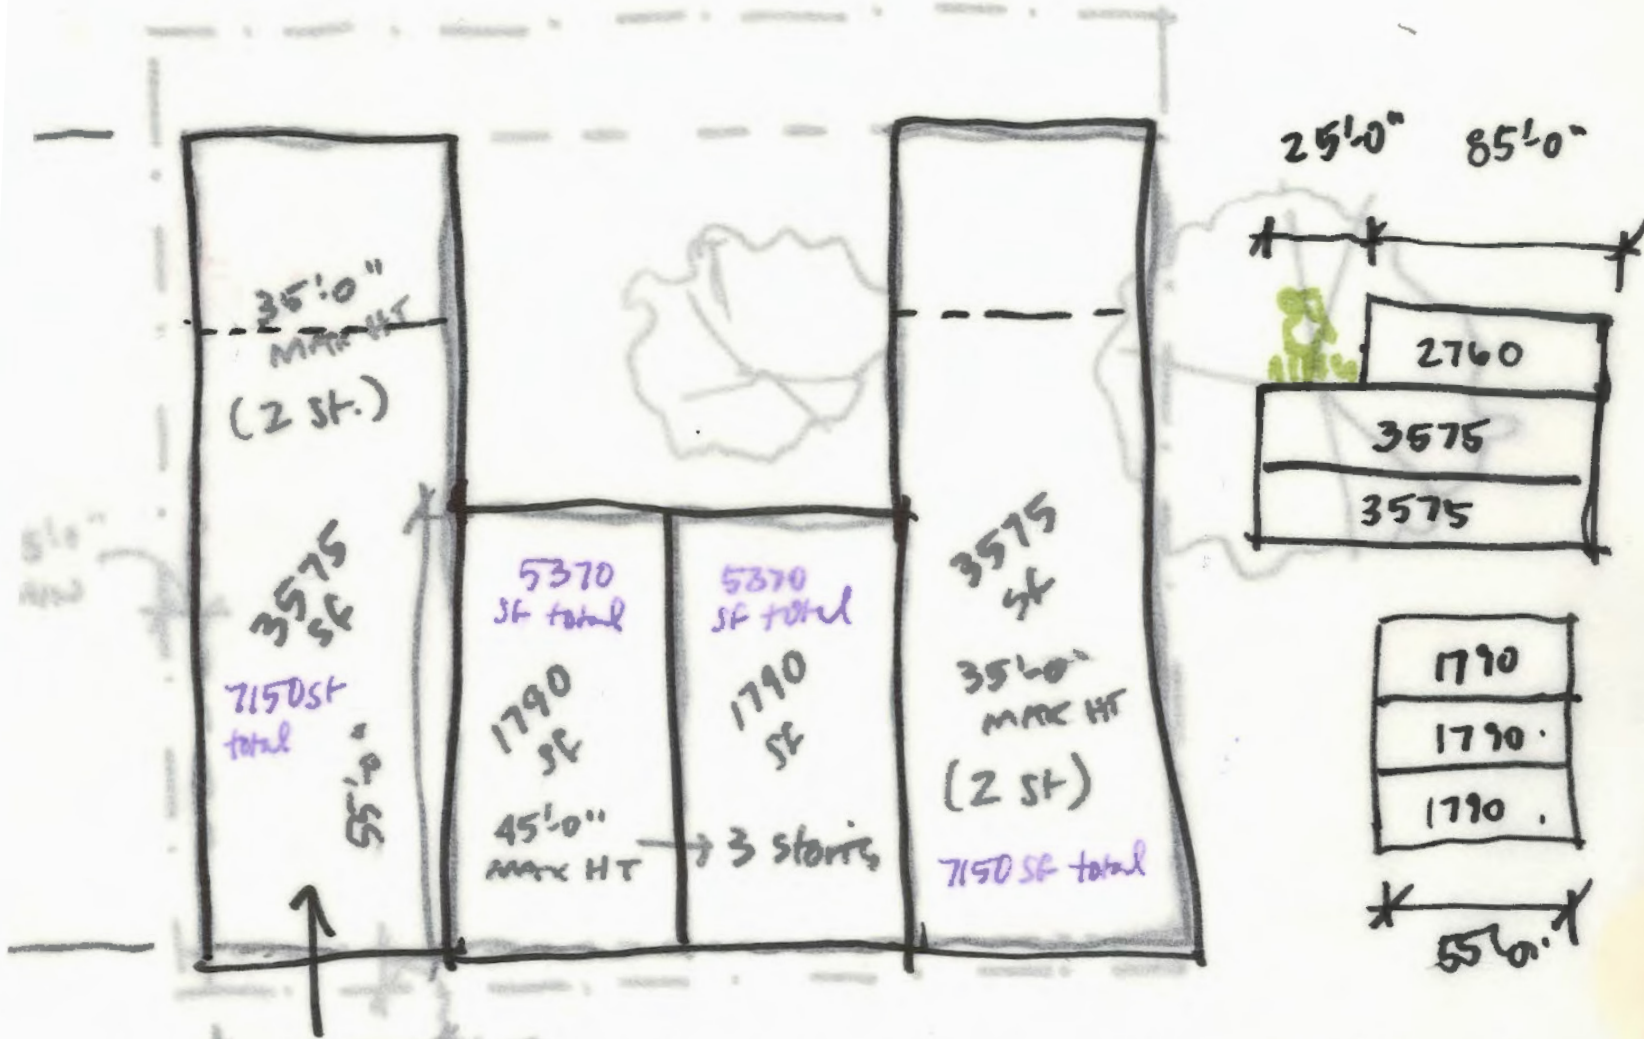 35'-0"
MAX HT
(2 St.)
3575
SF
7150 SF
total
55'-0"
5370
SF total
1790
SF
45'-0"
MAX HT
5370
SF total
1790
SF
→ 3 stories
3575
SF
35'-0"
MAX HT
(2 St)
7150 SF total
25'-0" 85'-0"
2760
3575
3575
1790
1790
1790
55'-0"